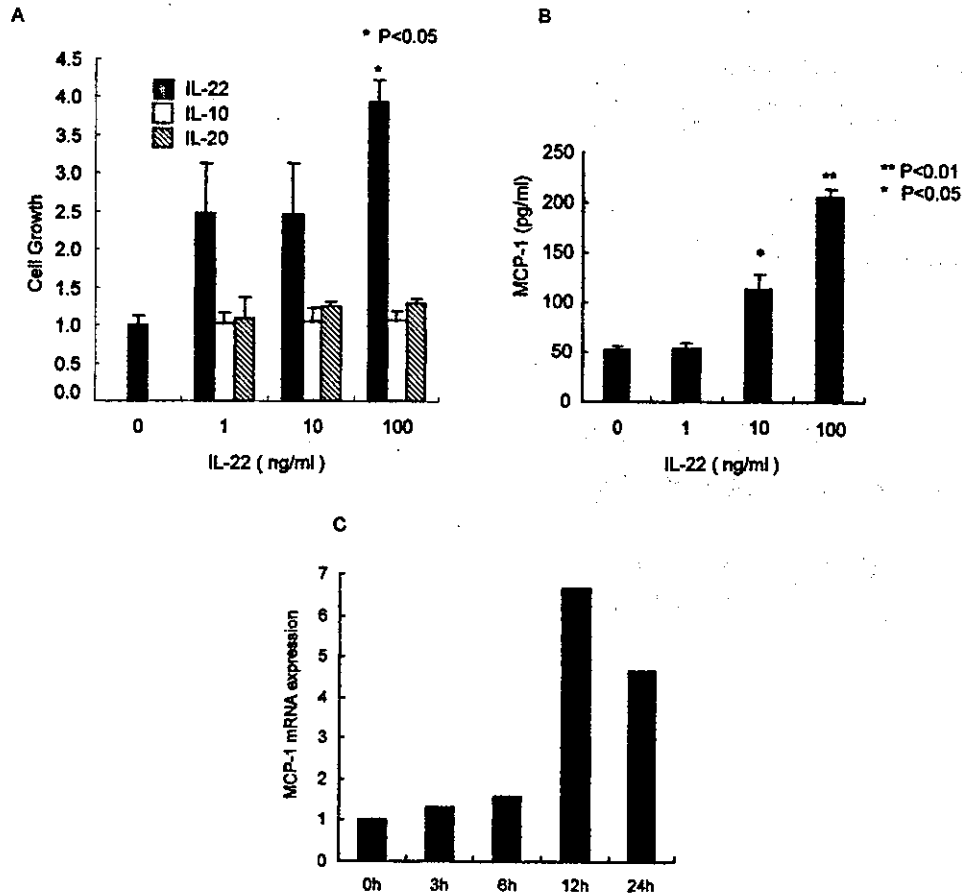 A
* P<0.05
*
4.5
4.0
3.5
3.0
2.5
2.0
1.5
1.0
0.5
0.0
Cell Growth
IL-22
IL-10
IL-20
0 1 10 100
IL-22 ( ng/ml )
B
** P<0.01
* P<0.05
**
*
250
200
150
100
50
0
MCP-1 (pg/ml)
0 1 10 100
IL-22 ( ng/ml )
C
7
6
5
4
3
2
1
0
MCP-1 mRNA expression
0h 3h 6h 12h 24h